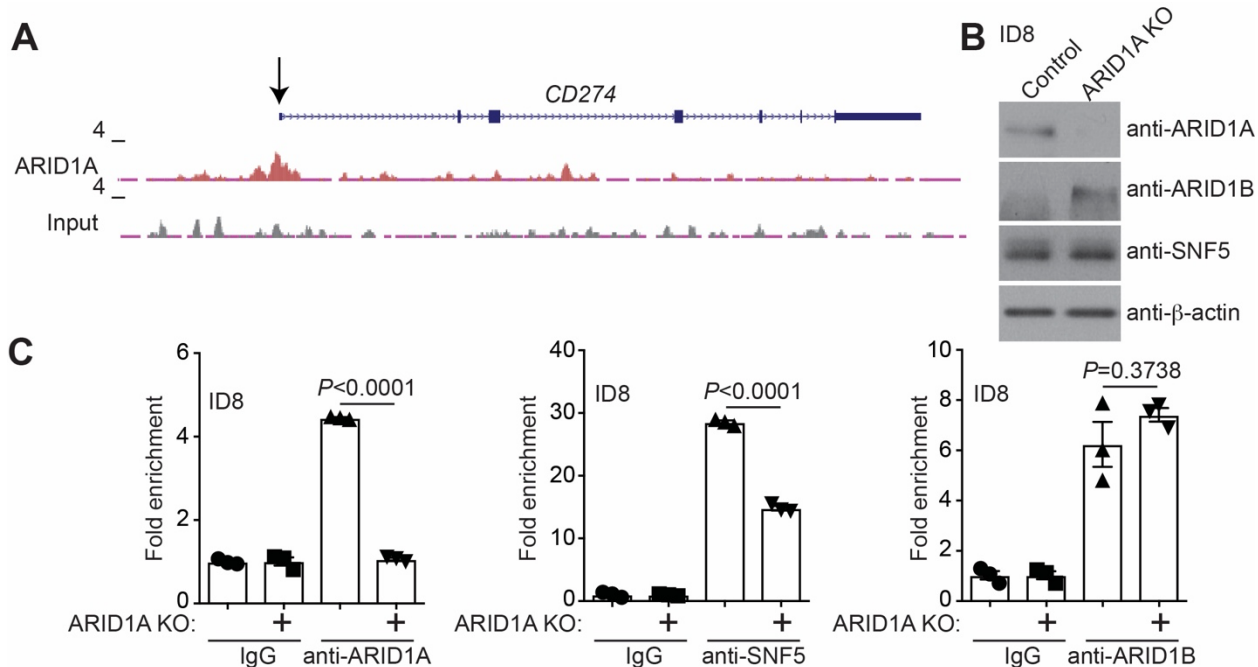 A
CD274
4
ARID1A
4
Input
B
ID8
Control
ARID1A KO
anti-ARID1A
anti-ARID1B
anti-SNF5
anti-β-actin
C
6
4
2
0
Fold enrichment
ID8
P<0.0001
ARID1A KO: + +
IgG anti-ARID1A
40
30
20
10
0
Fold enrichment
ID8
P<0.0001
ARID1A KO: + +
IgG anti-SNF5
10
8
6
4
2
0
Fold enrichment
ID8
P=0.3738
ARID1A KO: + +
IgG anti-ARID1B